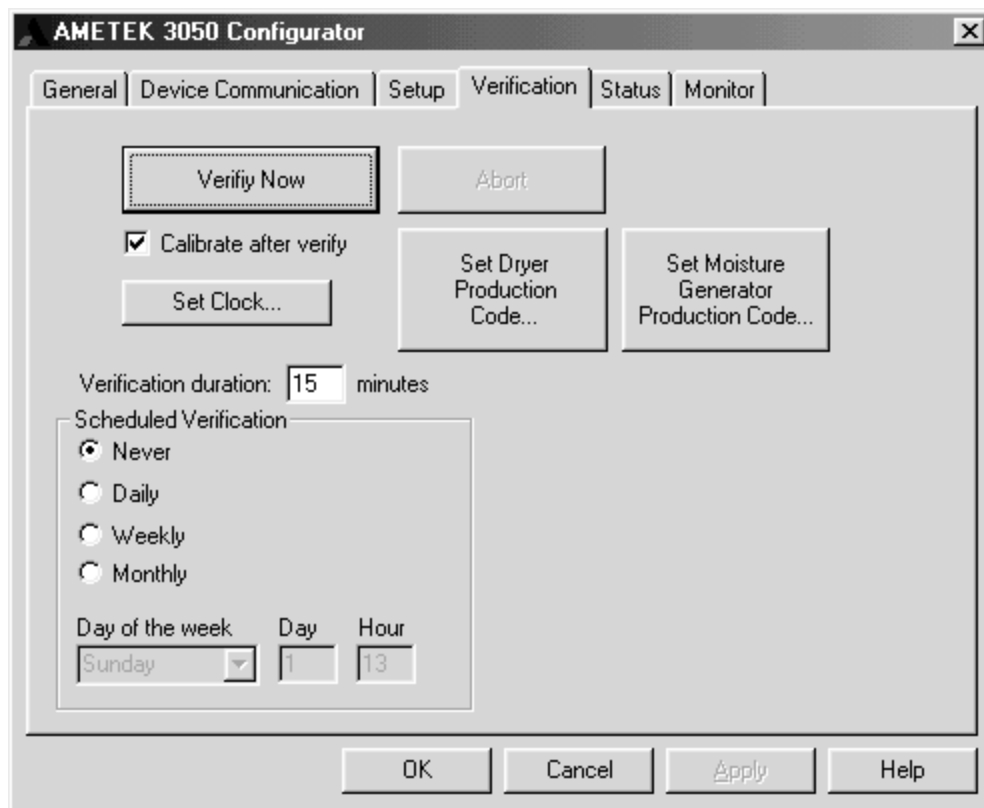 AMETEK 3050 Configurator
General Device Communication Setup Verification Status Monitor
Verifiy Now Abort
Calibrate after verify
Set Clock...
Set Dryer
Production
Code...
Set Moisture
Generator
Production Code...
Verification duration: 15 minutes
Scheduled Verification
Never
Daily
Weekly
Monthly
Day of the week Day Hour
Sunday 1 13
OK Cancel Apply Help